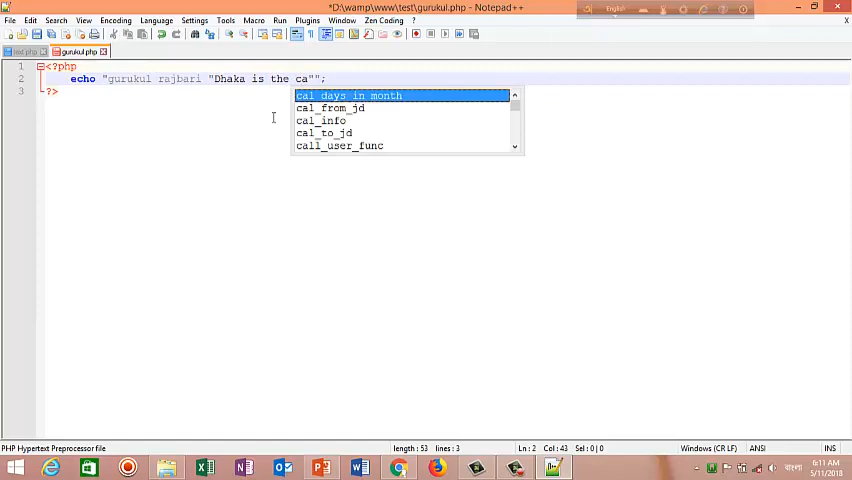 *D:\wamp\www\test\gurukul.php - Notepad++
English
File Edit Search View Encoding Language Settings Tools Macro Run Plugins Window Zen Coding ?
X
text.php gurukul.php
1 <?php
2 echo "gurukul rajbari "Dhaka is the ca"";
3 ?>
cal_days_in_month
cal_from_jd
cal_info
cal_to_jd
call_user_func
PHP Hypertext Preprocessor file length : 53 lines : 3 Ln : 2 Col : 43 Sel : 0 | 0 Windows (CR LF) ANSI INS
বাংলা 6:11 AM
5/11/2018